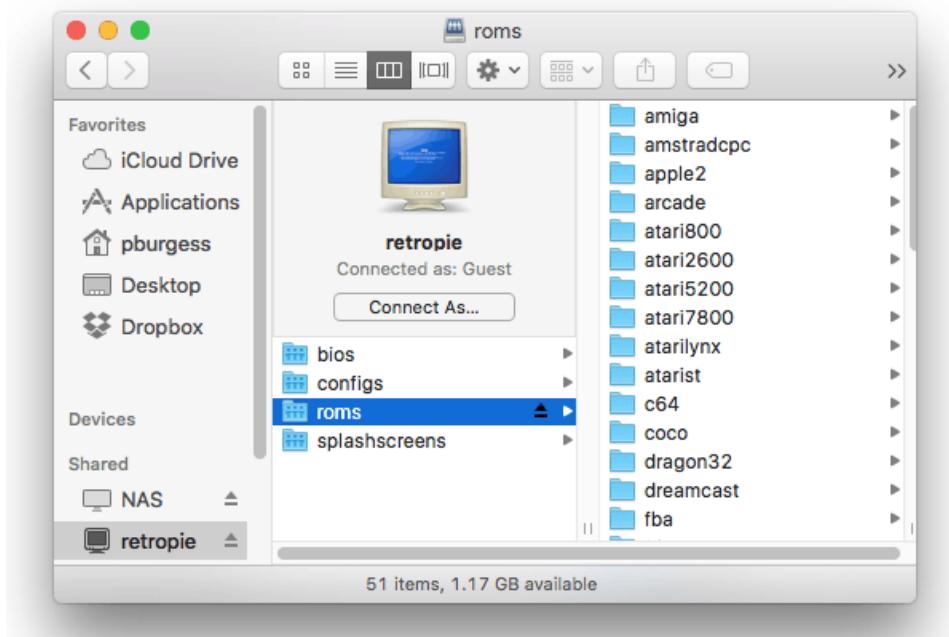 roms
Favorites
iCloud Drive
Applications
pburgess
Desktop
Dropbox
Devices
Shared
NAS
retropie
retropie
Connected as: Guest
Connect As...
bios
configs
roms
splashscreens
amiga
amstradcpc
apple2
arcade
atari800
atari2600
atari5200
atari7800
atarilynx
atarist
c64
coco
dragon32
dreamcast
fba
51 items, 1.17 GB available